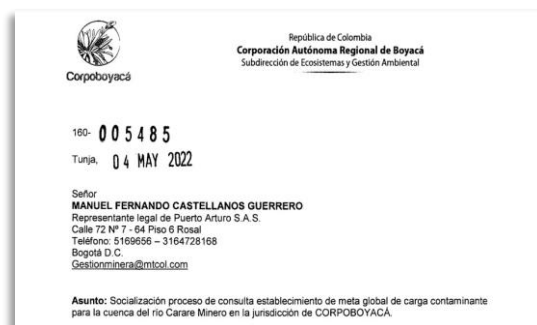 República de Colombia
Corporación Autónoma Regional de Boyacá
Subdirección de Ecosistemas y Gestión Ambiental
Corpoboyacá
160- 005485
Tunja, 04 MAY 2022
Señor
MANUEL FERNANDO CASTELLANOS GUERRERO
Representante legal de Puerto Arturo S.A.S.
Calle 72 Nº 7 - 64 Piso 6 Rosal
Teléfono: 5169656 – 3164728168
Bogotá D.C.
Gestionminera@mtcol.com
Asunto: Socialización proceso de consulta establecimiento de meta global de carga contaminante
para la cuenca del río Carare Minero en la jurisdicción de CORPOBOYACÁ.